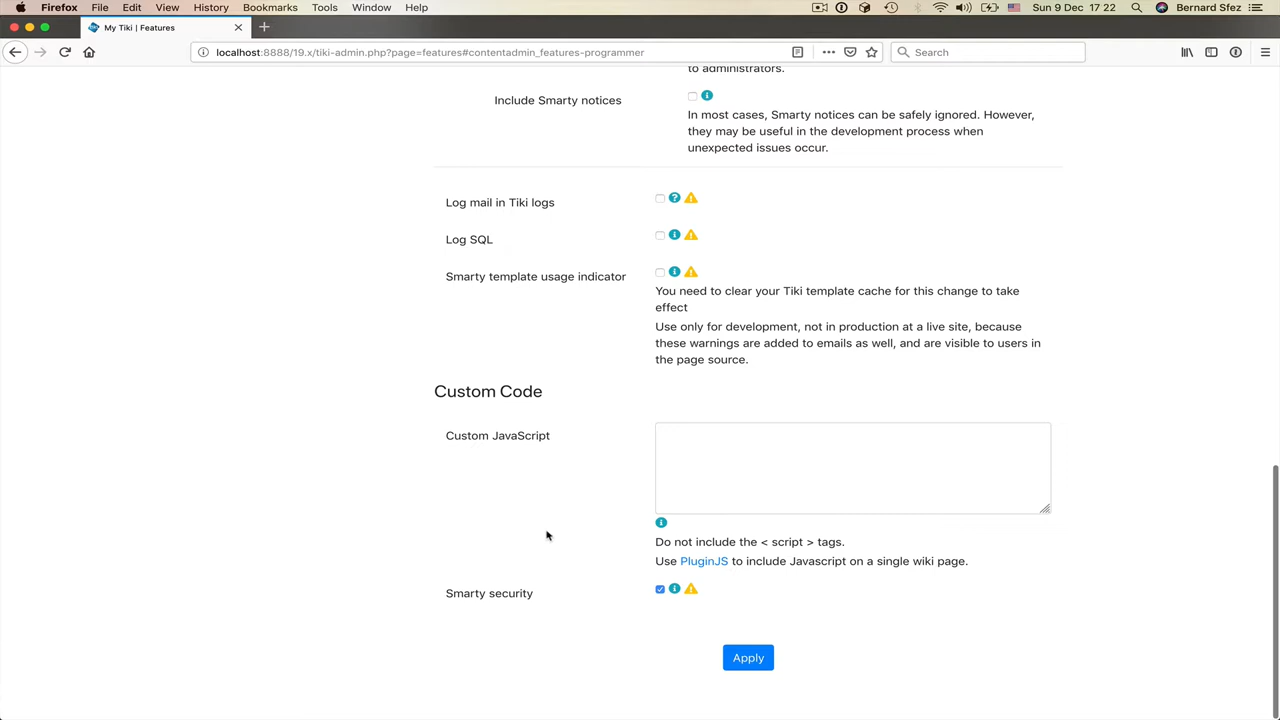 Firefox File Edit View History Bookmarks Tools Window Help Sun 9 Dec 17 22 Bernard Sfez
My Tiki | Features
localhost:8888/19.x/tiki-admin.php?page=features#contentadmin_features-programmer
Search
to administrators.
Include Smarty notices
In most cases, Smarty notices can be safely ignored. However,
they may be useful in the development process when
unexpected issues occur.
Log mail in Tiki logs
Log SQL
Smarty template usage indicator
You need to clear your Tiki template cache for this change to take
effect
Use only for development, not in production at a live site, because
these warnings are added to emails as well, and are visible to users in
the page source.
Custom Code
Custom JavaScript
Do not include the < script > tags.
Use PluginJS to include Javascript on a single wiki page.
Smarty security
Apply